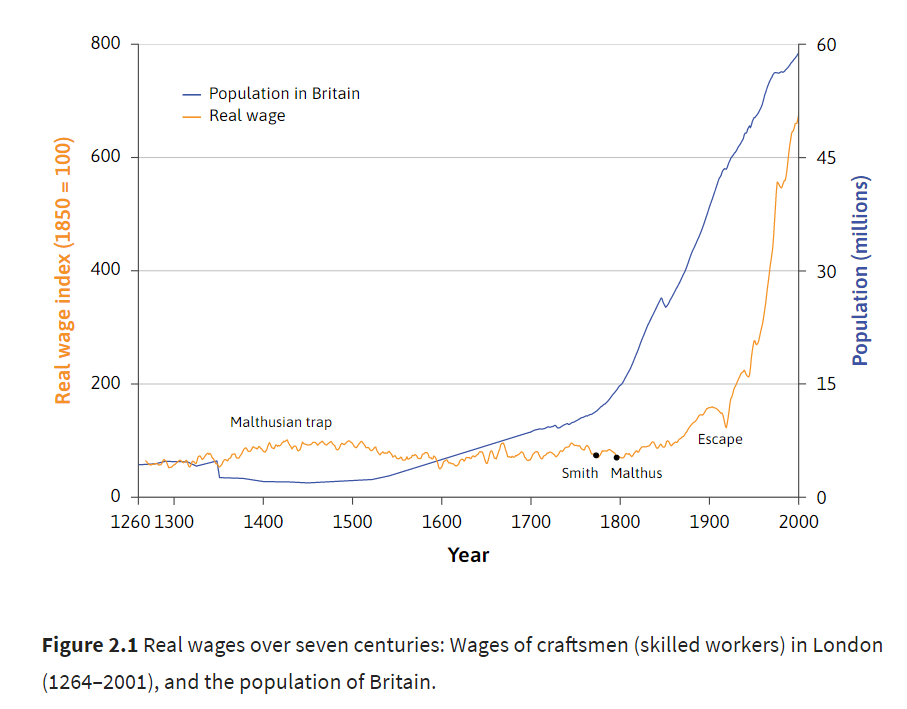 800
600
400
200
0
Real wage index (1850 = 100)
60
45
30
15
0
Population (millions)
Population in Britain
Real wage
Malthusian trap
Escape
Smith
Malthus
1260 1300 1400 1500 1600 1700 1800 1900 2000
Year
Figure 2.1 Real wages over seven centuries: Wages of craftsmen (skilled workers) in London
(1264–2001), and the population of Britain.